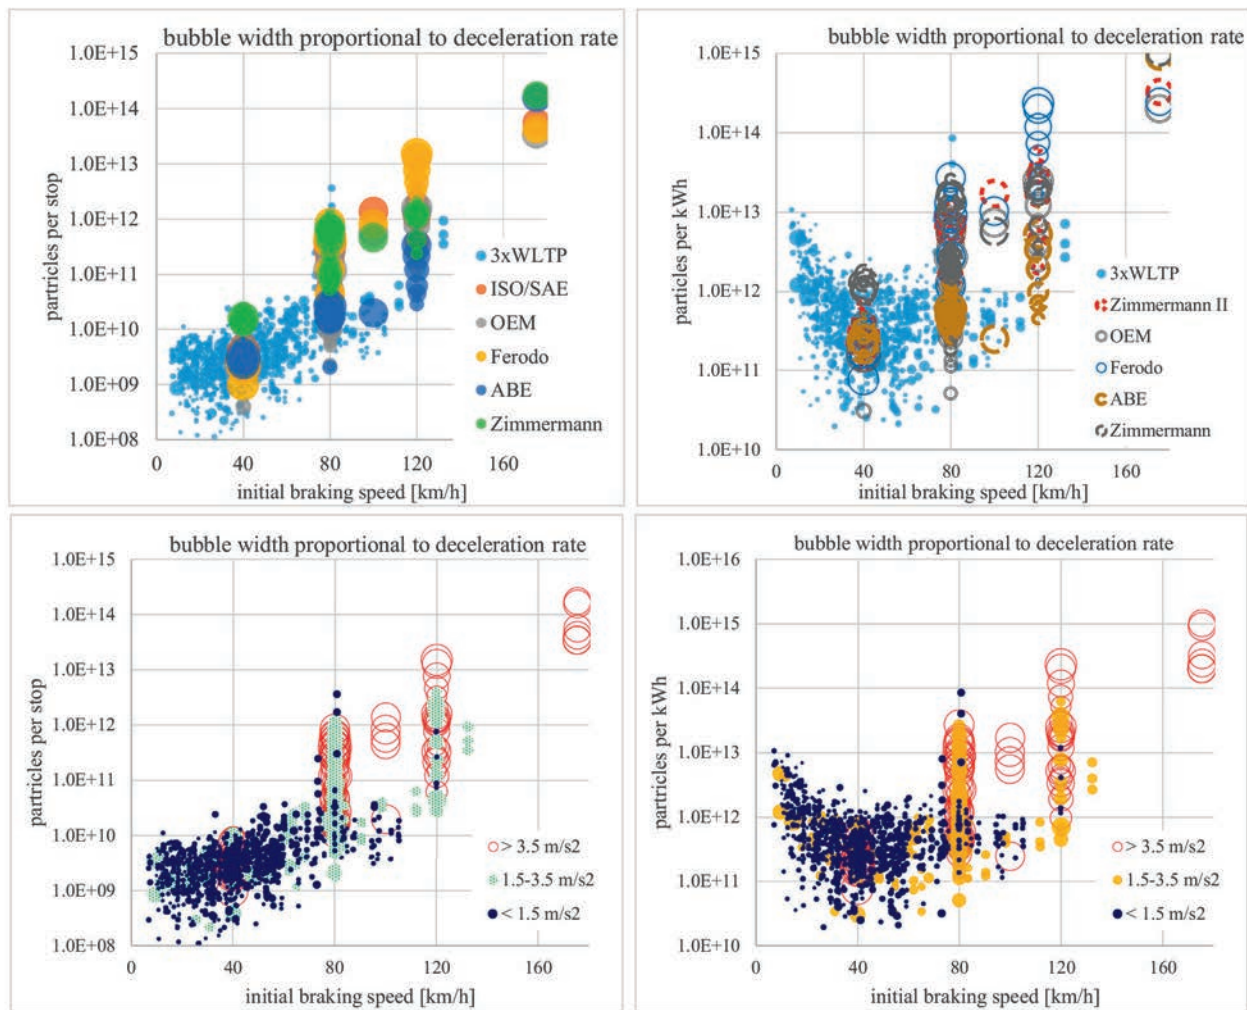 bubble width proportional to deceleration rate
1.0E+15
1.0E+14
1.0E+13
1.0E+12
1.0E+11
1.0E+10
1.0E+09
1.0E+08
partricles per stop
0 40 80 120 160
initial braking speed [km/h]
3xWLTP
ISO/SAE
OEM
Ferodo
ABE
Zimmermann
bubble width proportional to deceleration rate
1.0E+15
1.0E+14
1.0E+13
1.0E+12
1.0E+11
1.0E+10
particles per kWh
0 40 80 120 160
initial braking speed [km/h]
3xWLTP
Zimmermann II
OEM
Ferodo
ABE
Zimmermann
bubble width proportional to deceleration rate
1.0E+15
1.0E+14
1.0E+13
1.0E+12
1.0E+11
1.0E+10
1.0E+09
1.0E+08
partricles per stop
0 40 80 120 160
initial braking speed [km/h]
> 3.5 m/s2
1.5-3.5 m/s2
< 1.5 m/s2
bubble width proportional to deceleration rate
1.0E+16
1.0E+15
1.0E+14
1.0E+13
1.0E+12
1.0E+11
1.0E+10
particles per kWh
0 40 80 120 160
initial braking speed [km/h]
> 3.5 m/s2
1.5-3.5 m/s2
< 1.5 m/s2